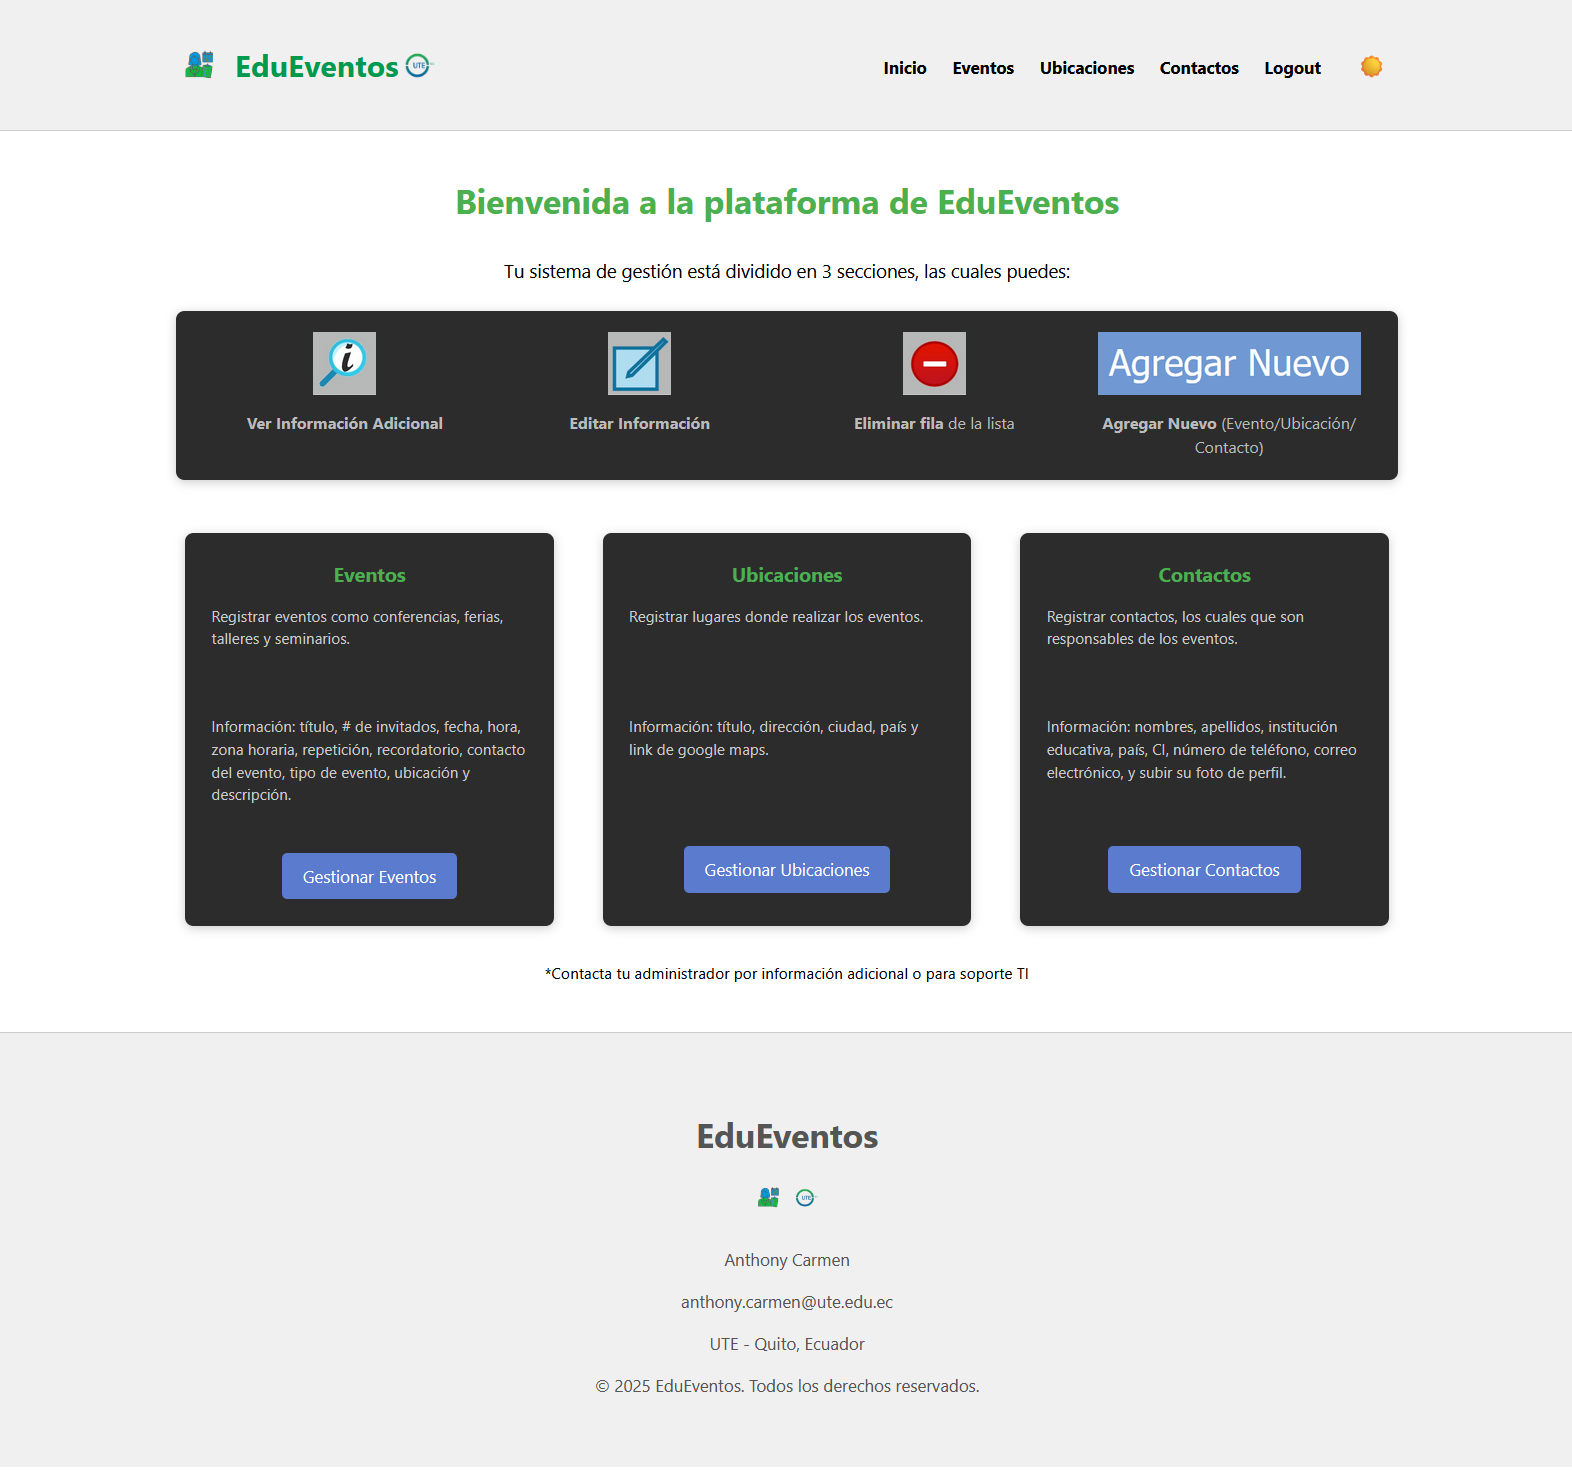 EduEventos UTE
Inicio Eventos Ubicaciones Contactos Logout
Bienvenida a la plataforma de EduEventos
Tu sistema de gestión está dividido en 3 secciones, las cuales puedes:
i
Agregar Nuevo
Ver Información Adicional
Editar Información
Eliminar fila de la lista
Agregar Nuevo (Evento/Ubicación/
Contacto)
Eventos
Registrar eventos como conferencias, ferias,
talleres y seminarios.
Información: título, # de invitados, fecha, hora,
zona horaria, repetición, recordatorio, contacto
del evento, tipo de evento, ubicación y
descripción.
Gestionar Eventos
Ubicaciones
Registrar lugares donde realizar los eventos.
Información: título, dirección, ciudad, país y
link de google maps.
Gestionar Ubicaciones
Contactos
Registrar contactos, los cuales que son
responsables de los eventos.
Información: nombres, apellidos, institución
educativa, país, CI, número de teléfono, correo
electrónico, y subir su foto de perfil.
Gestionar Contactos
*Contacta tu administrador por información adicional o para soporte TI
EduEventos
UTE
Anthony Carmen
anthony.carmen@ute.edu.ec
UTE - Quito, Ecuador
© 2025 EduEventos. Todos los derechos reservados.